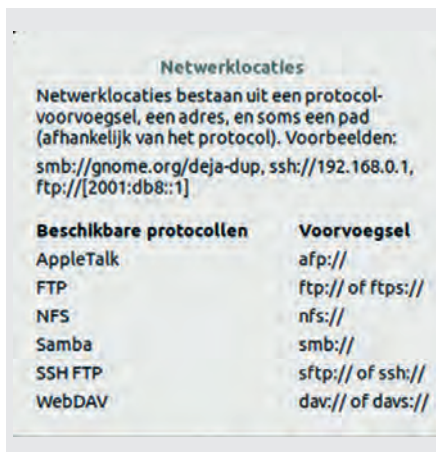 Netwerklocaties
Netwerklocaties bestaan uit een protocol-
voorvoegsel, een adres, en soms een pad
(afhankelijk van het protocol). Voorbeelden:
smb://gnome.org/deja-dup, ssh://192.168.0.1,
ftp://[2001:db8::1]
Beschikbare protocollen Voorvoegsel
AppleTalk afp://
FTP ftp:// of ftps://
NFS nfs://
Samba smb://
SSH FTP sftp:// of ssh://
WebDAV dav:// of davs://